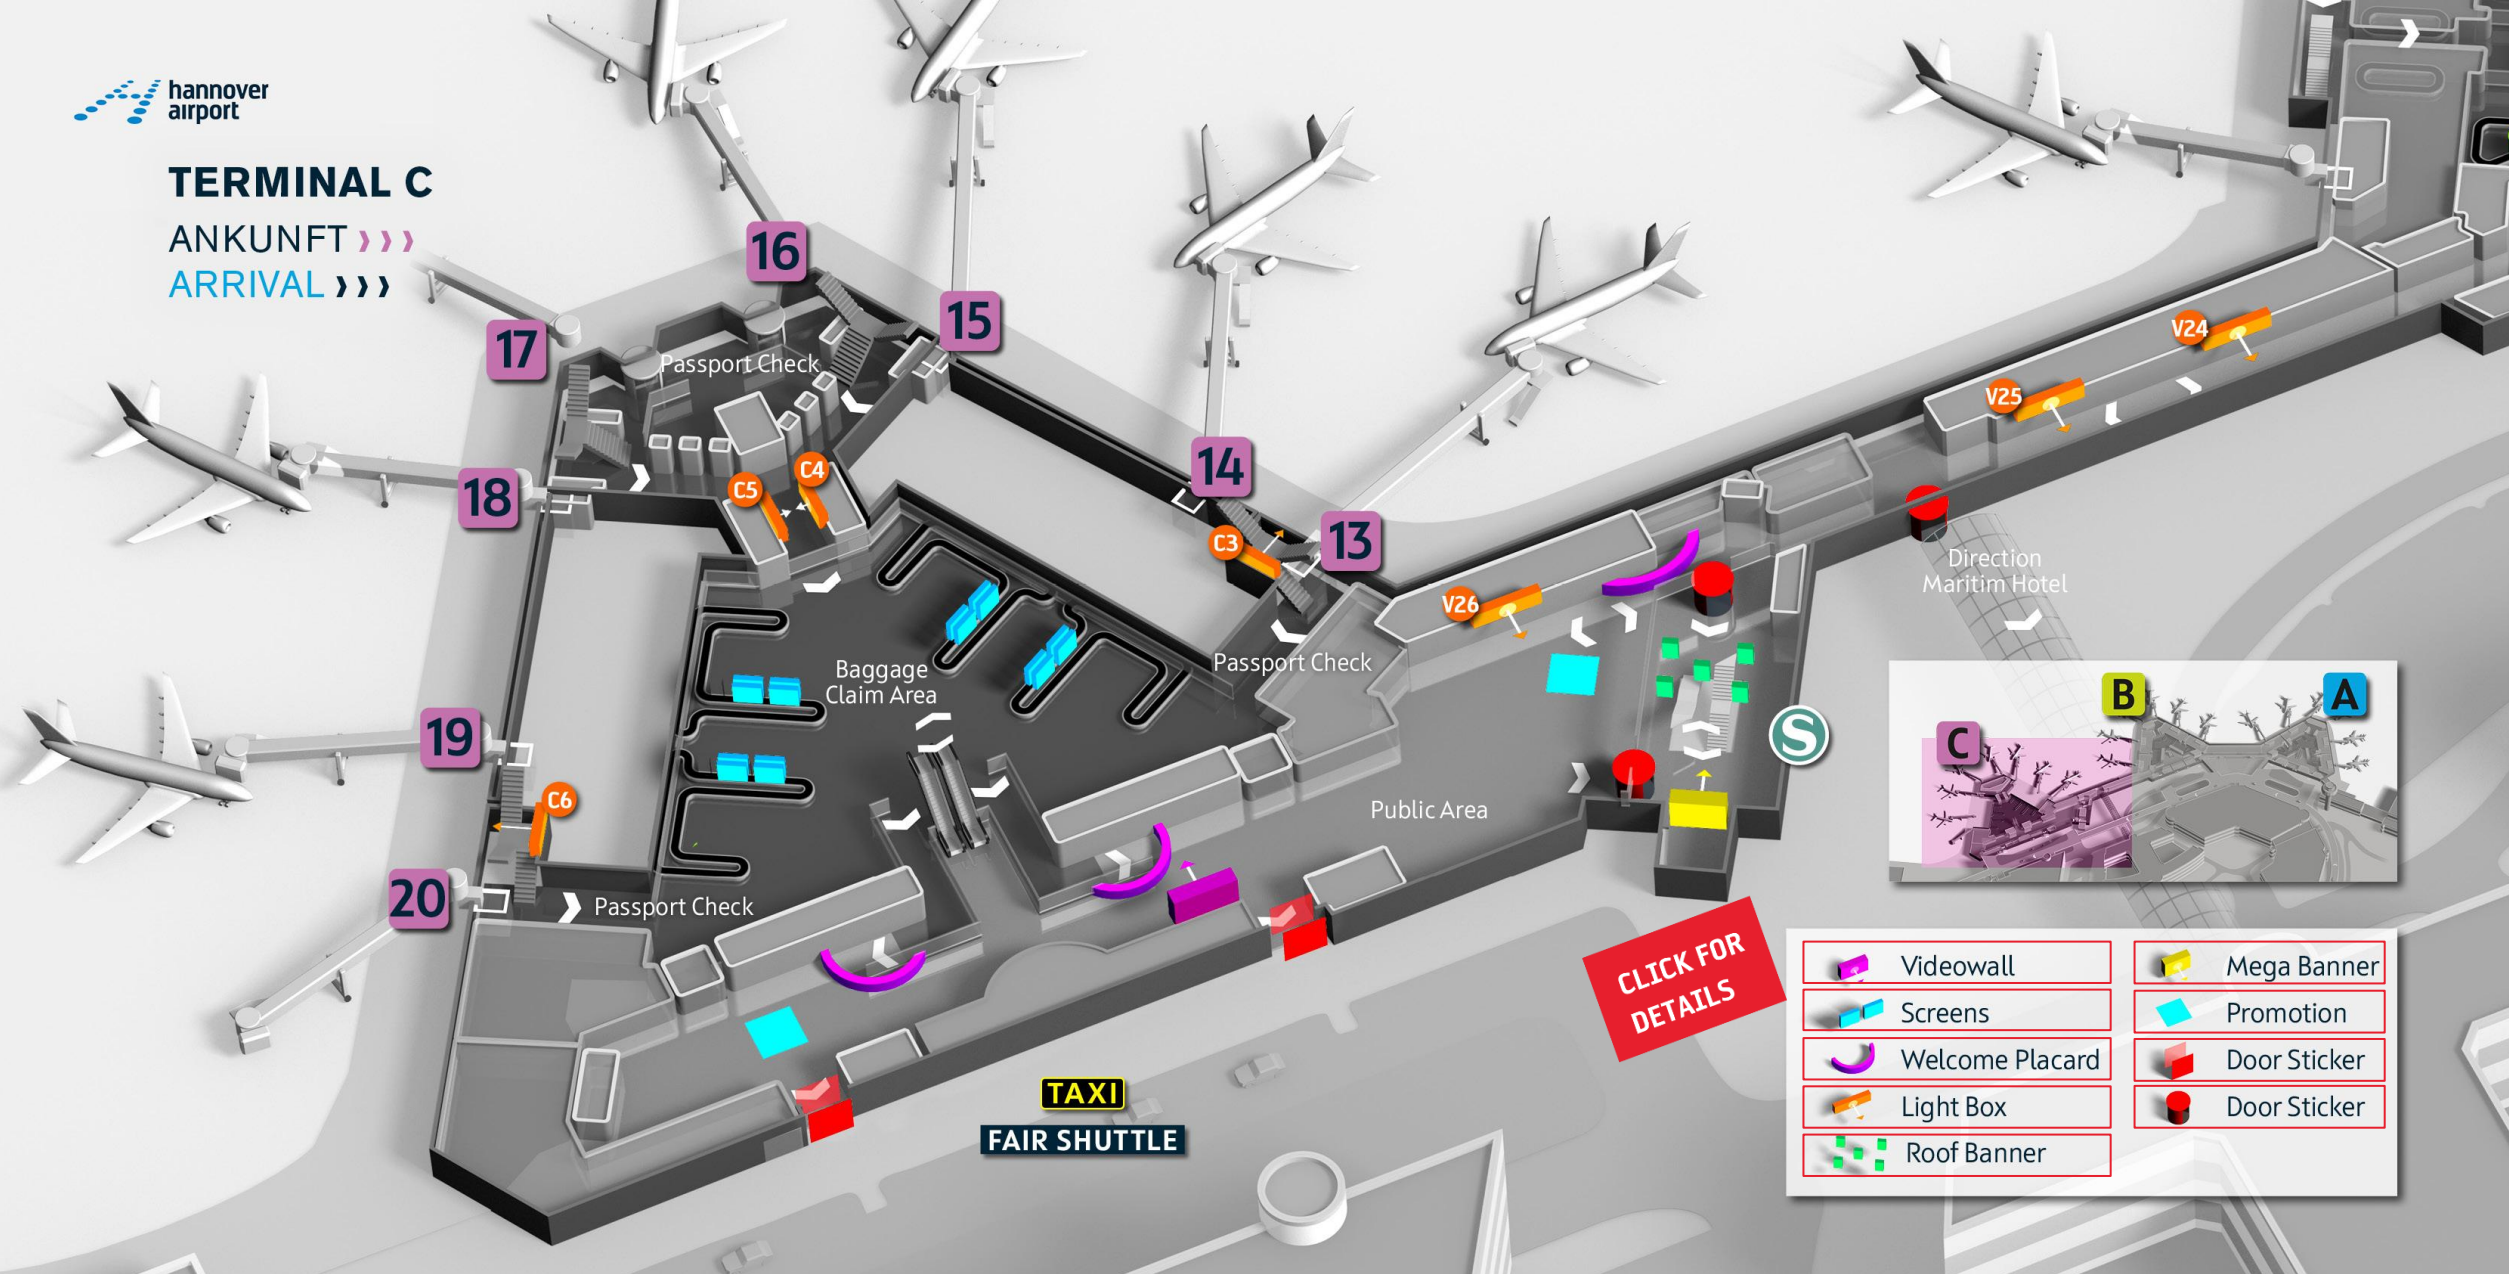 hannover
airport
TERMINAL C
ANKUNFT
ARRIVAL
16
15
17
Passport Check
V24
V25
14
18
C5
C4
C3
13
Direction
Maritim Hotel
V26
Baggage
Claim Area
Passport Check
B
A
19
C
S
C6
Public Area
20
Passport Check
CLICK FOR
DETAILS
Videowall
Mega Banner
Screens
Promotion
Welcome Placard
Door Sticker
Light Box
Door Sticker
Roof Banner
TAXI
FAIR SHUTTLE